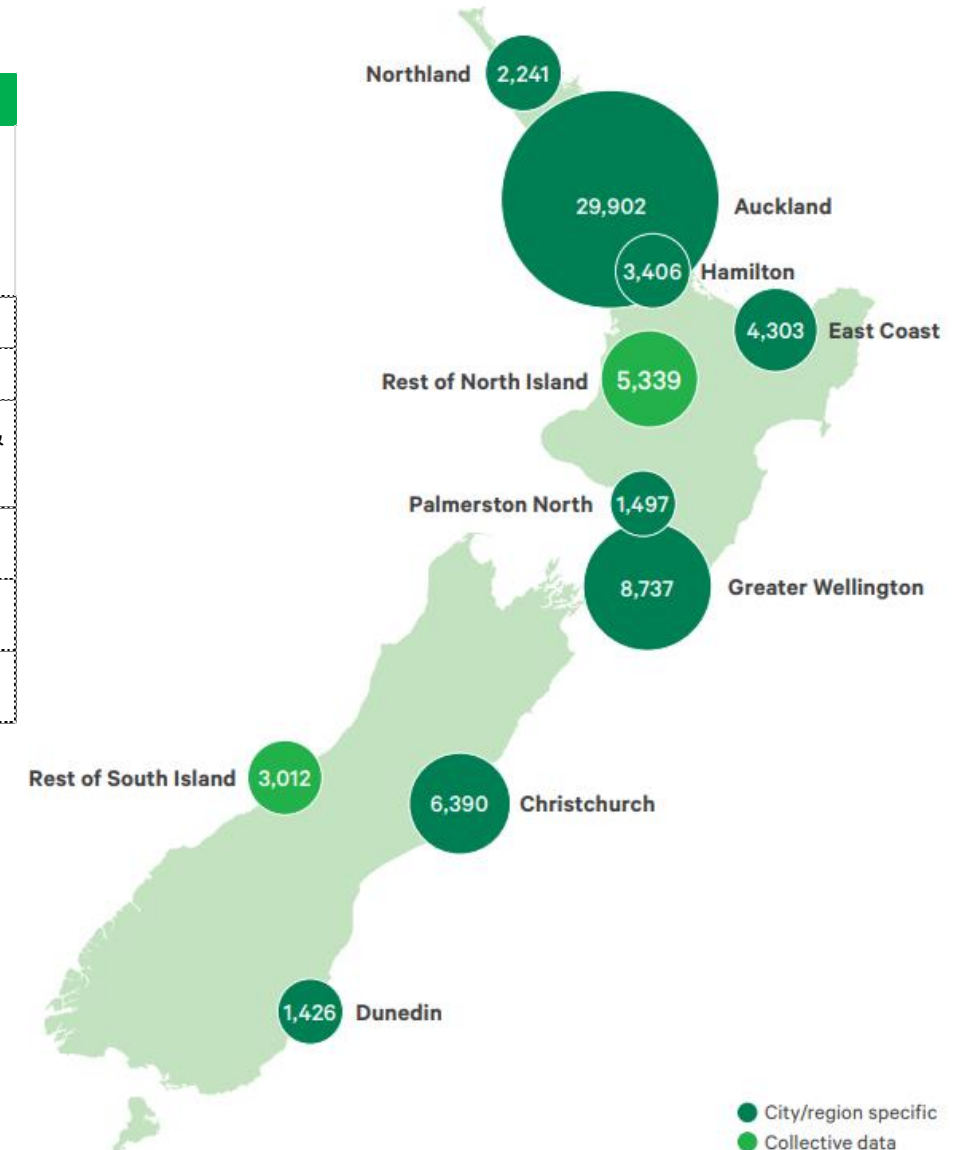 Northland 2,241
29,902 Auckland
3,406 Hamilton
4,303 East Coast
Rest of North Island 5,339
Palmerston North 1,497
8,737 Greater Wellington
Rest of South Island 3,012
6,390 Christchurch
1,426 Dunedin
City/region specific
Collective data